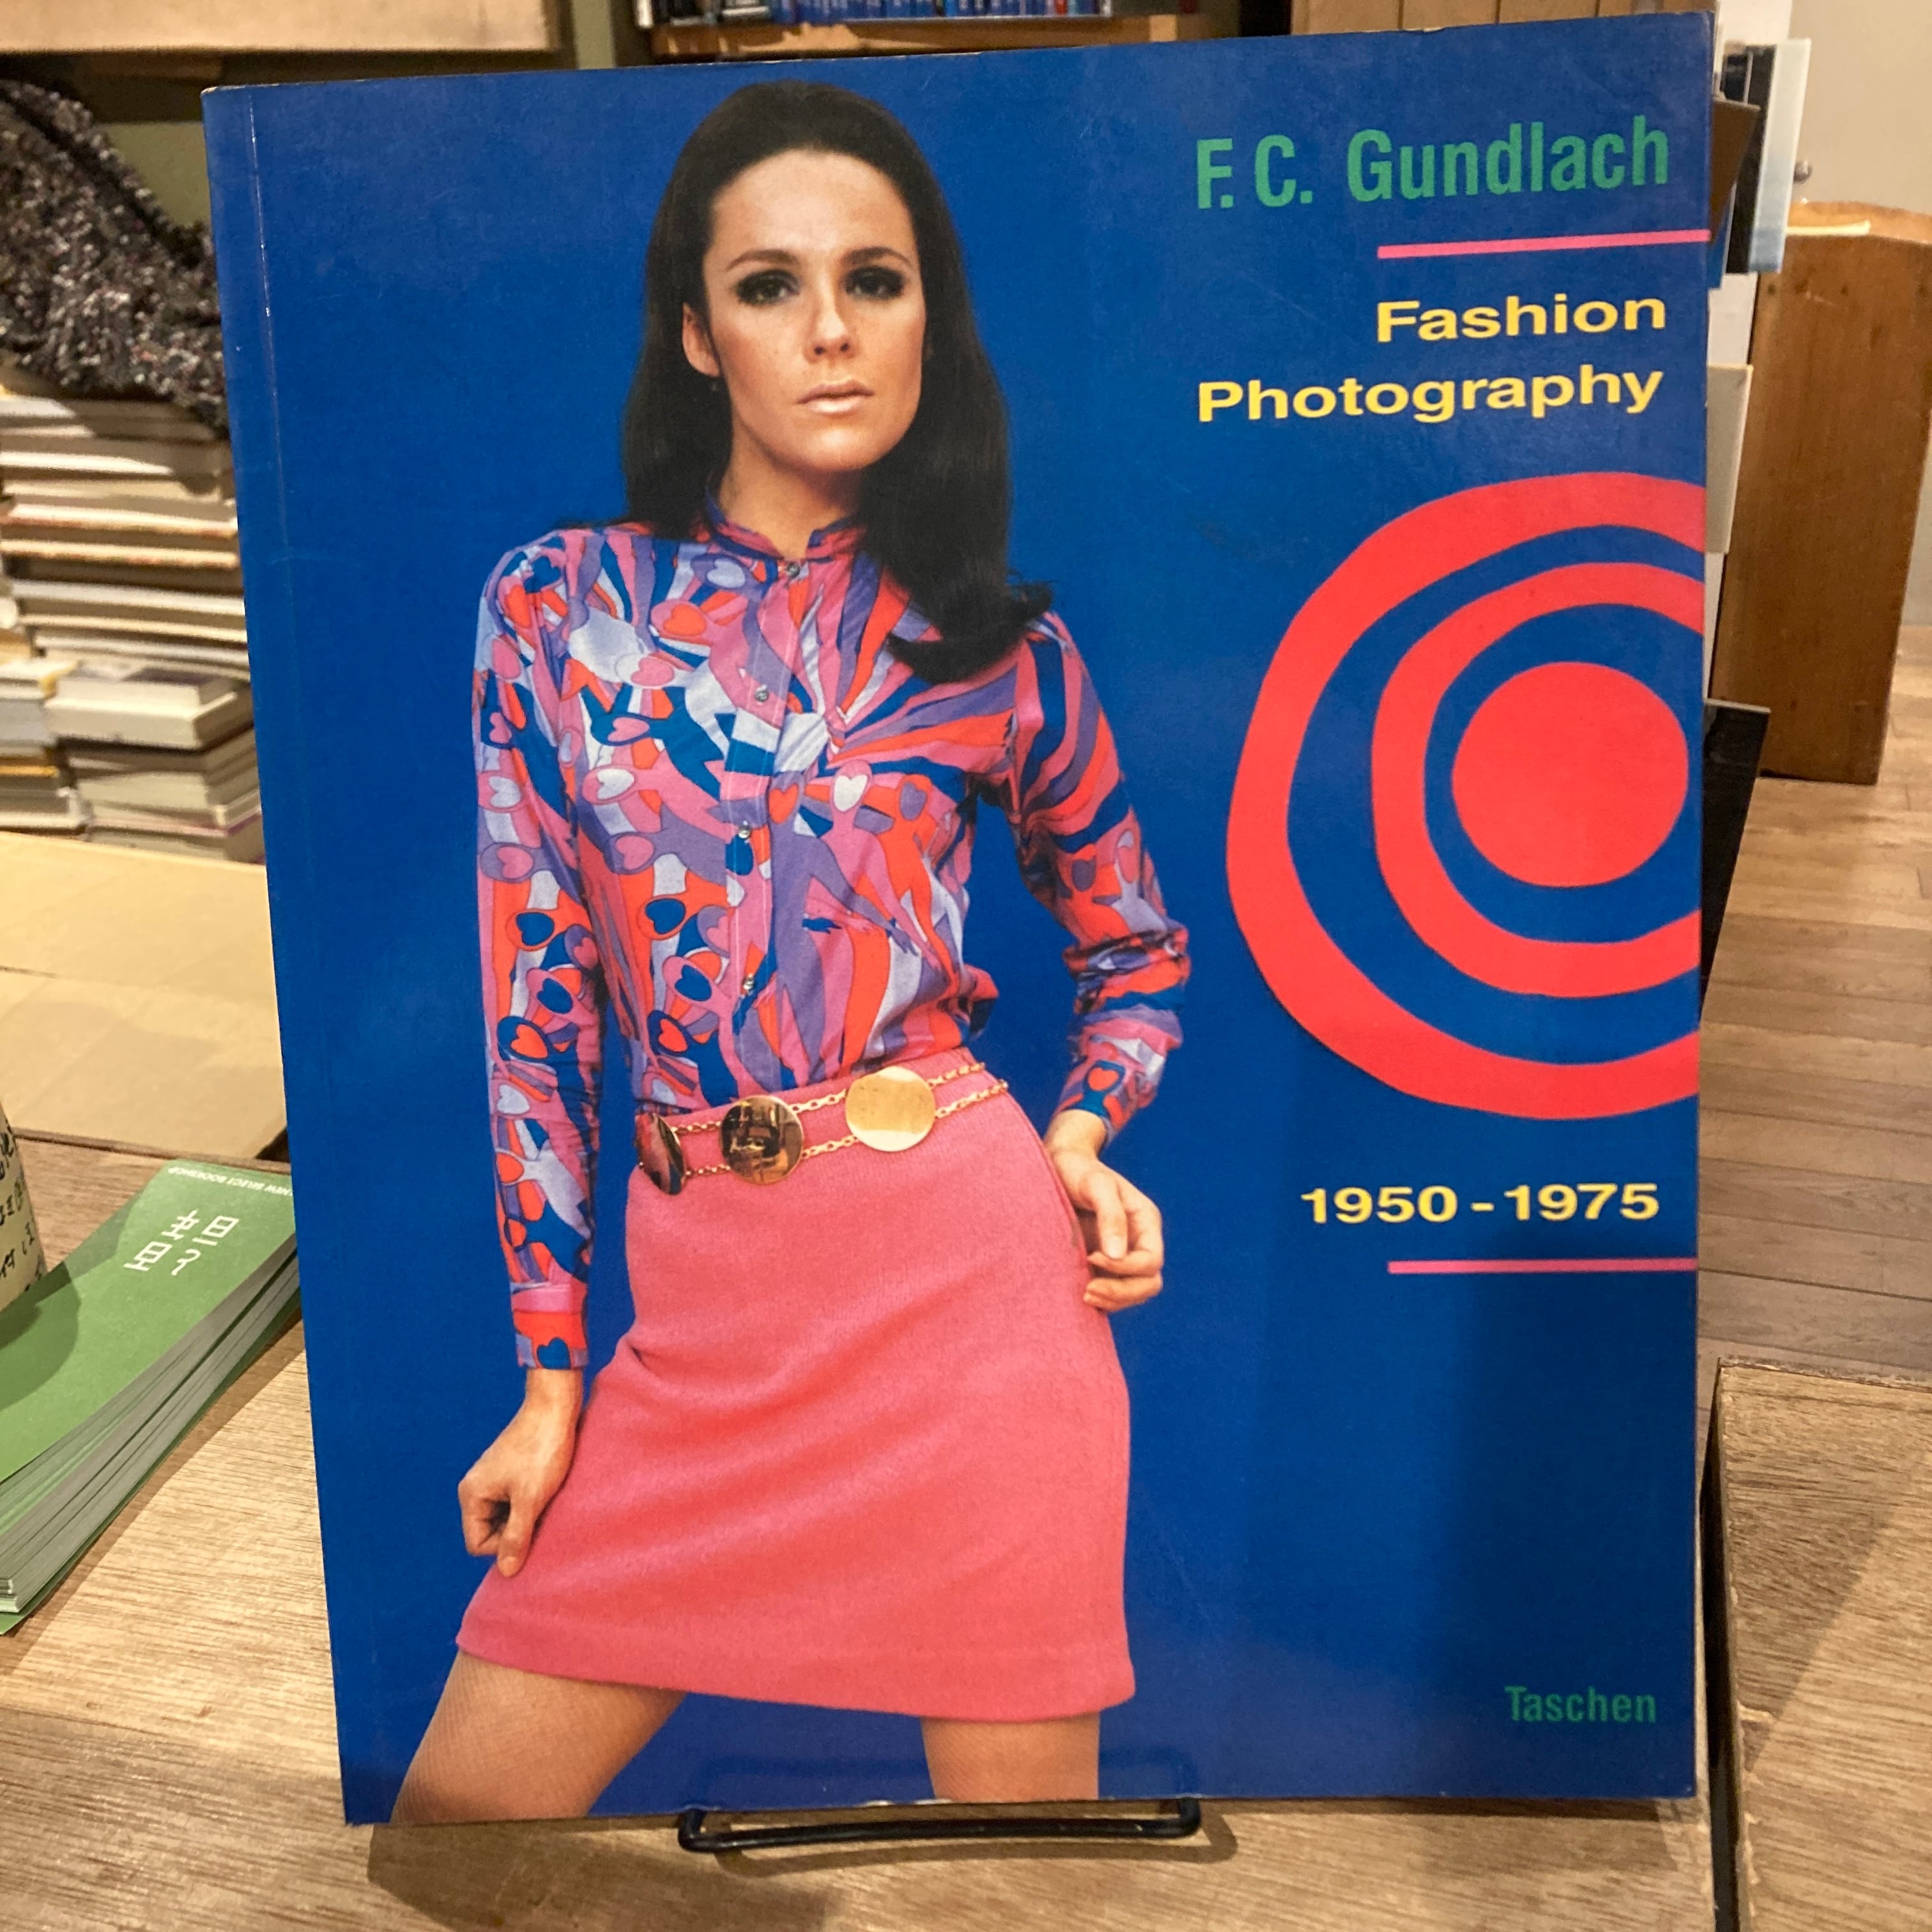 F. C. Gundlach
Fashion
Photography
1950 - 1975
Taschen